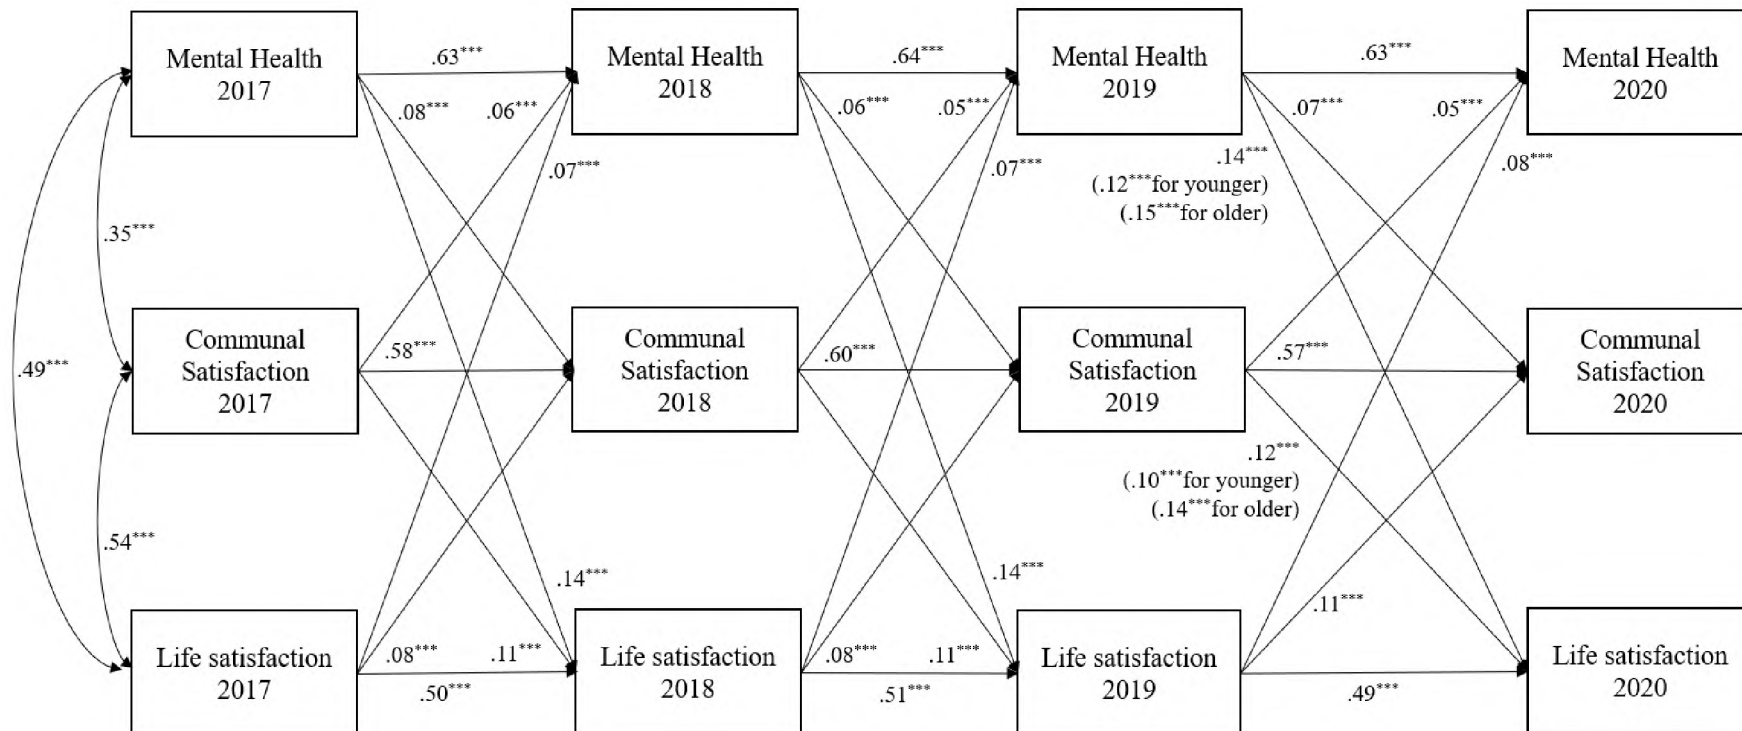 Mental Health
2017
.63***
Mental Health
2018
.64***
Mental Health
2019
.63***
Mental Health
2020
.08***
.06***
.06***
.05***
.07***
.05***
.07***
.07***
.14***
(.12***for younger)
(.15***for older)
.08***
.35***
Communal
Satisfaction
2017
.58***
Communal
Satisfaction
2018
.60***
Communal
Satisfaction
2019
.57***
Communal
Satisfaction
2020
.49***
.12***
(.10***for younger)
(.14***for older)
.54***
.14***
.14***
.11***
Life satisfaction
2017
.08***
.11***
.50***
Life satisfaction
2018
.08***
.11***
.51***
Life satisfaction
2019
.49***
Life satisfaction
2020